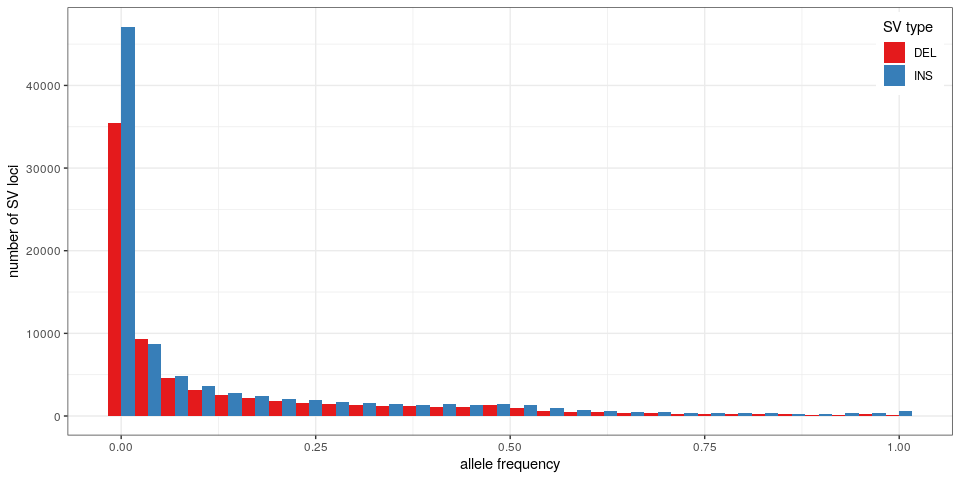 SV type
DEL
INS
number of SV loci
40000
30000
20000
10000
0
0.00 0.25 0.50 0.75 1.00
allele frequency